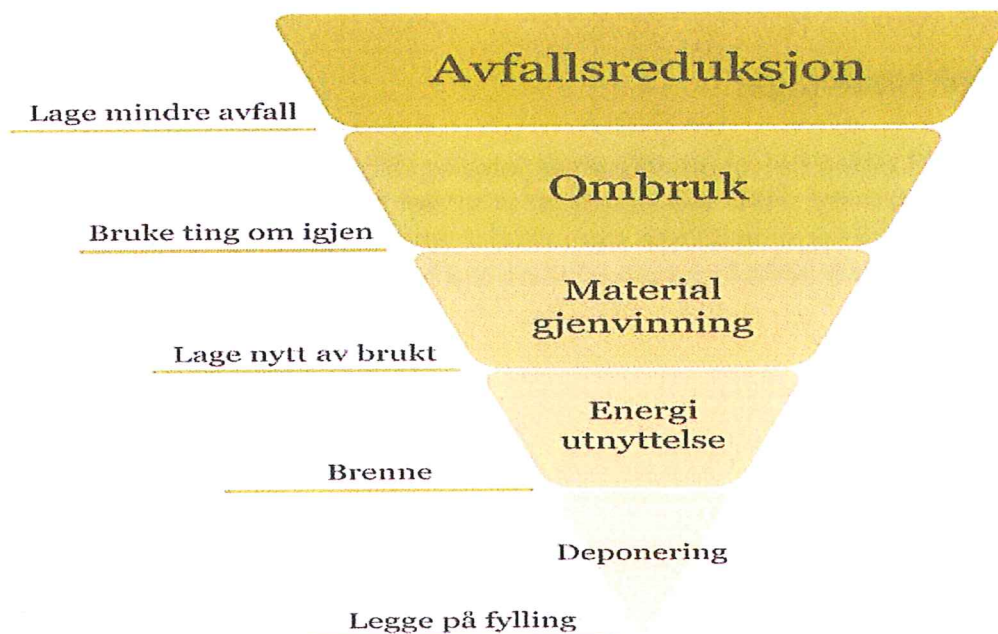 Avfallsreduksjon
Lage mindre avfall
Ombruk
Bruke ting om igjen
Material
gjenvinning
Lage nytt av brukt
Energi
utnyttelse
Brenne
Deponering
Legge på fylling